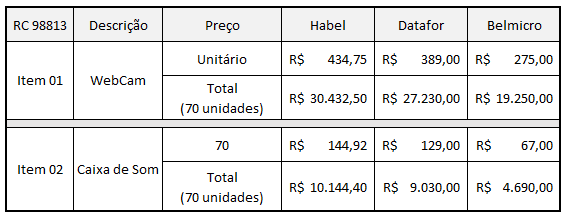 RC 98813 Descrição Preço Habel Datafor Belmicro
Item 01 WebCam Unitário R$ 434,75 R$ 389,00 R$ 275,00
Total
(70 unidades) R$ 30.432,50 R$ 27.230,00 R$ 19.250,00
Item 02 Caixa de Som 70 R$ 144,92 R$ 129,00 R$ 67,00
Total
(70 unidades) R$ 10.144,40 R$ 9.030,00 R$ 4.690,00